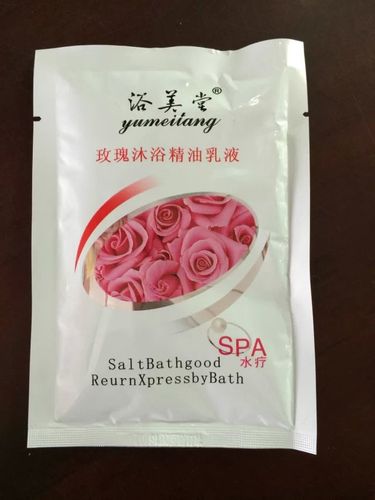 浴美堂®
yumeitang
玫瑰沐浴精油乳液
SPA
水疗
SaltBathgood
ReurnXpressbyBath